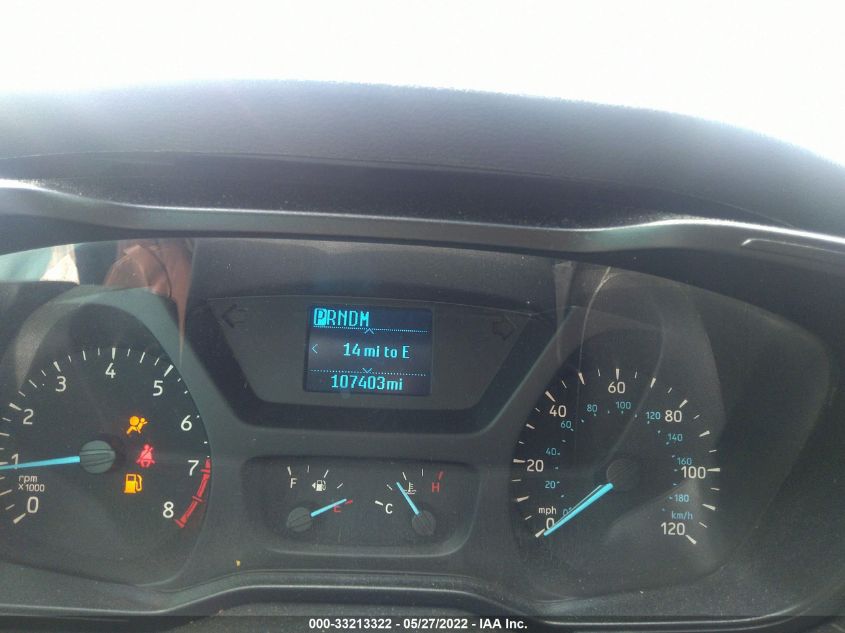 PRNDM
14 mi to E
107403mi
0 1 2 3 4 5 6 7 8
rpm
x1000
F E
C H
0 20 40 60 80 100 120
mph
0 20 40 60 80 100 120 140 160 180
km/h
000-33213322 - 05/27/2022 - IAA Inc.